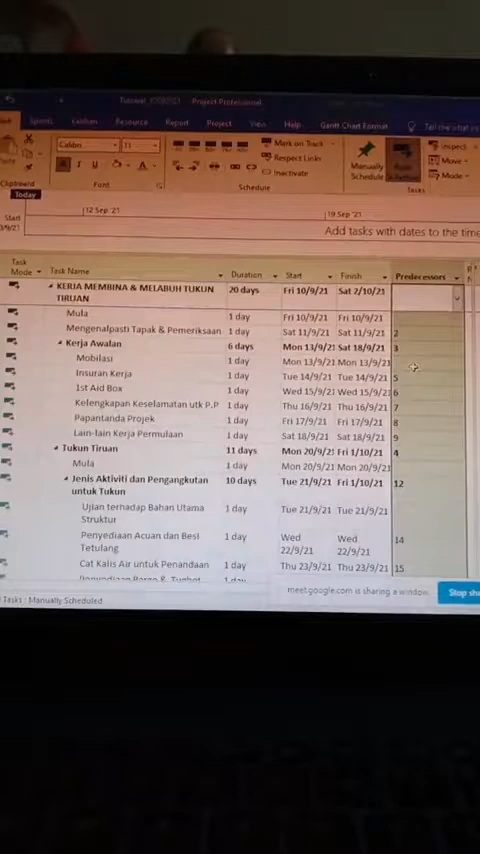 Project Professional
Sports Resource Report Project View Help Gantt Chart Format Tell me what
Calibri 11
Mark on Track
Respect Links
Inactivate
Manually Schedule
Inspect
Move
Mode
Clipboard Font Schedule Tasks
Today
Start
12 Sep '21 19 Sep '21
Add tasks with dates to the time
Task Mode Task Name Duration Start Finish Predecessors
KERJA MEMBINA & MELABUH TUKUN TIRUAN 20 days Fri 10/9/21 Sat 2/10/21
Mula 1 day Fri 10/9/21 Fri 10/9/21
Mengenalpasti Tapak & Pemeriksaan 1 day Sat 11/9/21 Sat 11/9/21 2
Kerja Awalan 6 days Mon 13/9/21 Sat 18/9/21 3
Mobilasi 1 day Mon 13/9/21 Mon 13/9/21
Insuran Kerja 1 day Tue 14/9/21 Tue 14/9/21 5
1st Aid Box 1 day Wed 15/9/21 Wed 15/9/21 6
Kelengkapan Keselamatan utk P.P 1 day Thu 16/9/21 Thu 16/9/21 7
Papantanda Projek 1 day Fri 17/9/21 Fri 17/9/21 8
Lain-lain Kerja Permulaan 1 day Sat 18/9/21 Sat 18/9/21 9
Tukun Tiruan 11 days Mon 20/9/21 Fri 1/10/21 4
Mula 1 day Mon 20/9/21 Mon 20/9/21
Jenis Aktiviti dan Pengangkutan untuk Tukun 10 days Tue 21/9/21 Fri 1/10/21 12
Ujian terhadap Bahan Utama Struktur 1 day Tue 21/9/21 Tue 21/9/21
Penyediaan Acuan dan Besi Tetulang 1 day Wed 22/9/21 Wed 22/9/21 14
Cat Kalis Air untuk Penandaan 1 day Thu 23/9/21 Thu 23/9/21 15
meet.google.com is sharing a window. Stop sh
Tasks : Manually Scheduled